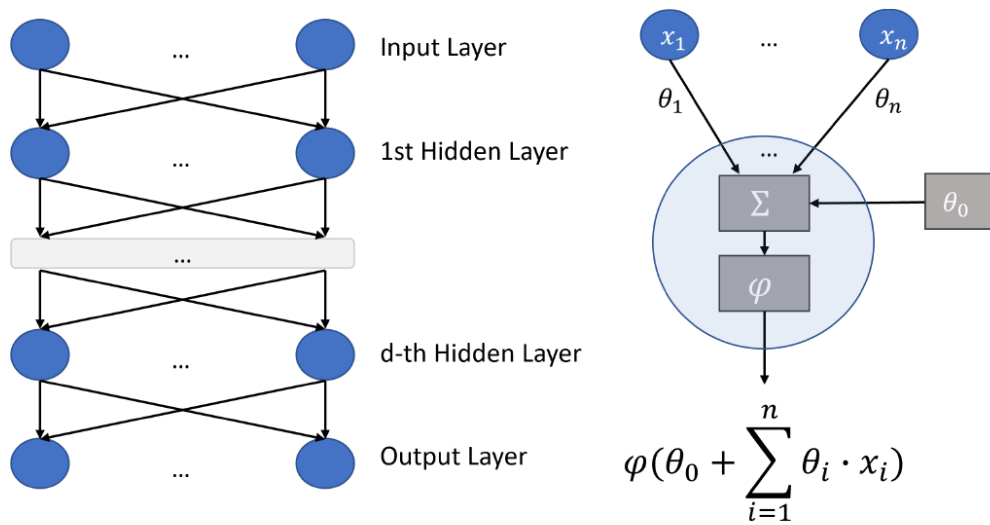 ...
Input Layer
...
1st Hidden Layer
...
...
d-th Hidden Layer
...
Output Layer
x₁ ... xₙ
θ₁ θₙ
...
Σ
θ₀
φ
φ(θ₀ + ∑ⁿᵢ₌₁ θᵢ · xᵢ)